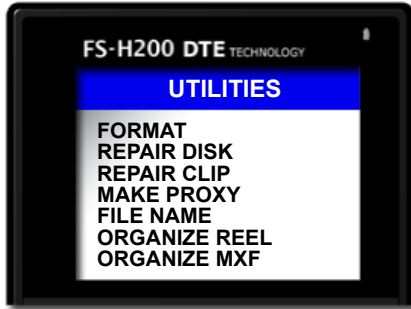 FS-H200 DTE TECHNOLOGY
UTILITIES
FORMAT
REPAIR DISK
REPAIR CLIP
MAKE PROXY
FILE NAME
ORGANIZE REEL
ORGANIZE MXF